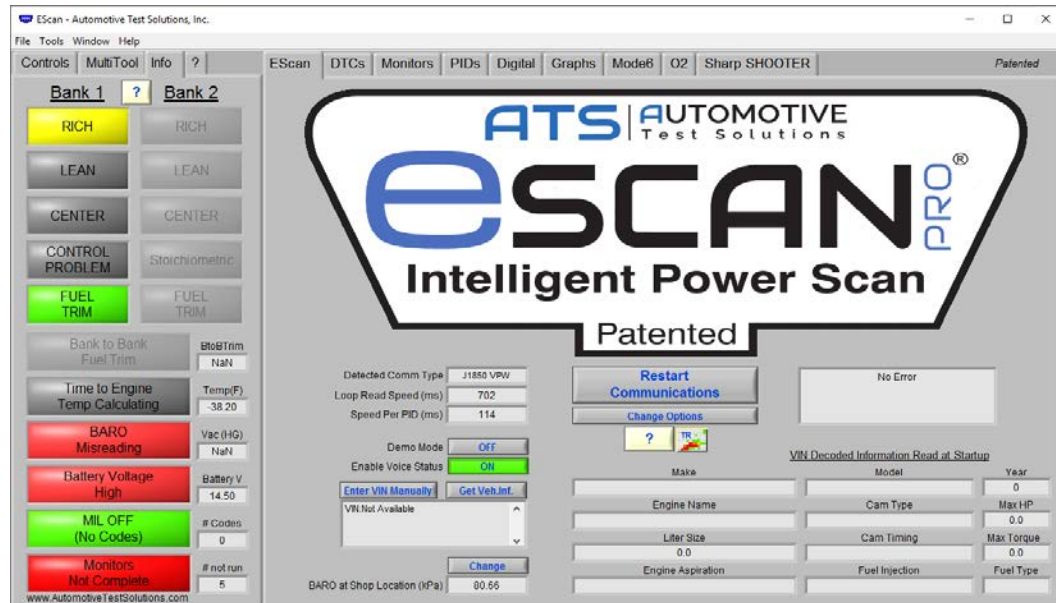 EScan - Automotive Test Solutions, Inc.
File Tools Window Help
Controls MultiTool Info ?
EScan DTCs Monitors PIDs Digital Graphs Mode6 O2 Sharp SHOOTER Patented
Bank 1 ? Bank 2
RICH RICH
LEAN LEAN
CENTER CENTER
CONTROL PROBLEM Stoichiometric
FUEL TRIM FUEL TRIM
Bank to Bank Fuel Trim
BtoBTrim
NaN
Time to Engine Temp Calculating
Temp(F)
-38.20
BARO Misreading
Vac (HG)
NaN
Battery Voltage High
Battery V
14.50
MIL OFF (No Codes)
# Codes
0
Monitors Not Complete
# not run
5
www.AutomotiveTestSolutions.com
ATS AUTOMOTIVE
Test Solutions
eSCAN PRO®
Intelligent Power Scan
Patented
Detected Comm Type J1850 VPW
Loop Read Speed (ms) 702
Speed Per PID (ms) 114
Demo Mode OFF
Enable Voice Status ON
Enter VIN Manually Get Veh.Inf.
VIN:Not Available
Change
BARO at Shop Location (kPa) 80.66
Restart
Communications
Change Options
? TR
No Error
VIN Decoded Information Read at Startup
Make Model Year
0
Engine Name Cam Type Max HP
0.0
Liter Size Cam Timing Max Torque
0.0 0.0
Engine Aspiration Fuel Injection Fuel Type